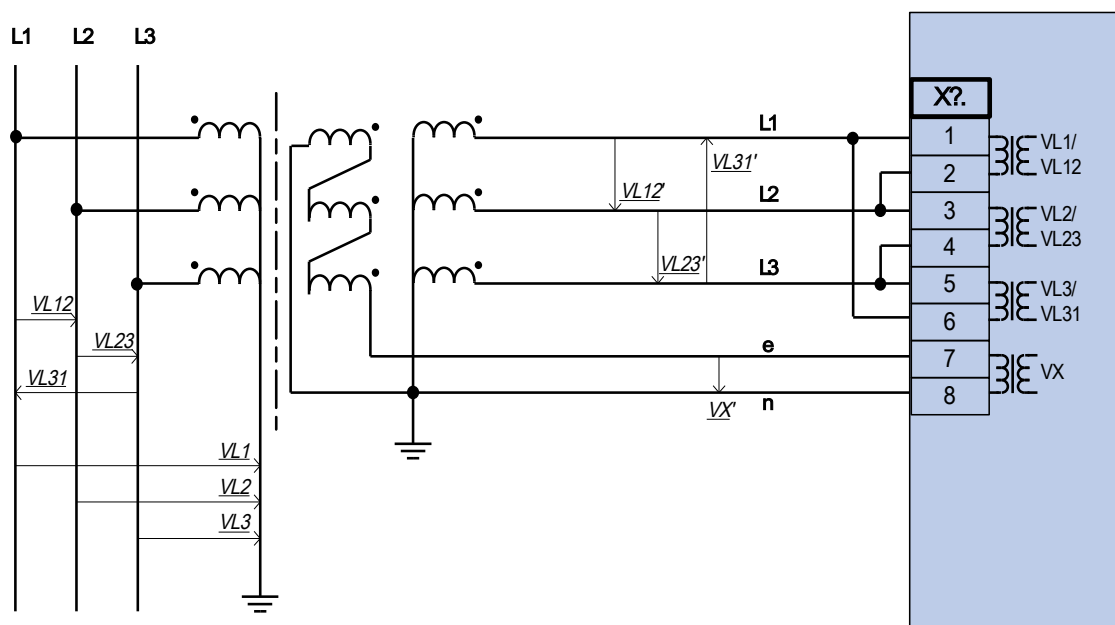 L1
L2
L3
X?.
L1
1
VL1/
VL12
VL31'
2
VL12'
L2
3
VL2/
VL23
4
VL23'
L3
5
VL3/
VL31
6
VL12
VL23
e
7
VL31
VX
n
8
VX'
VL1
VL2
VL3